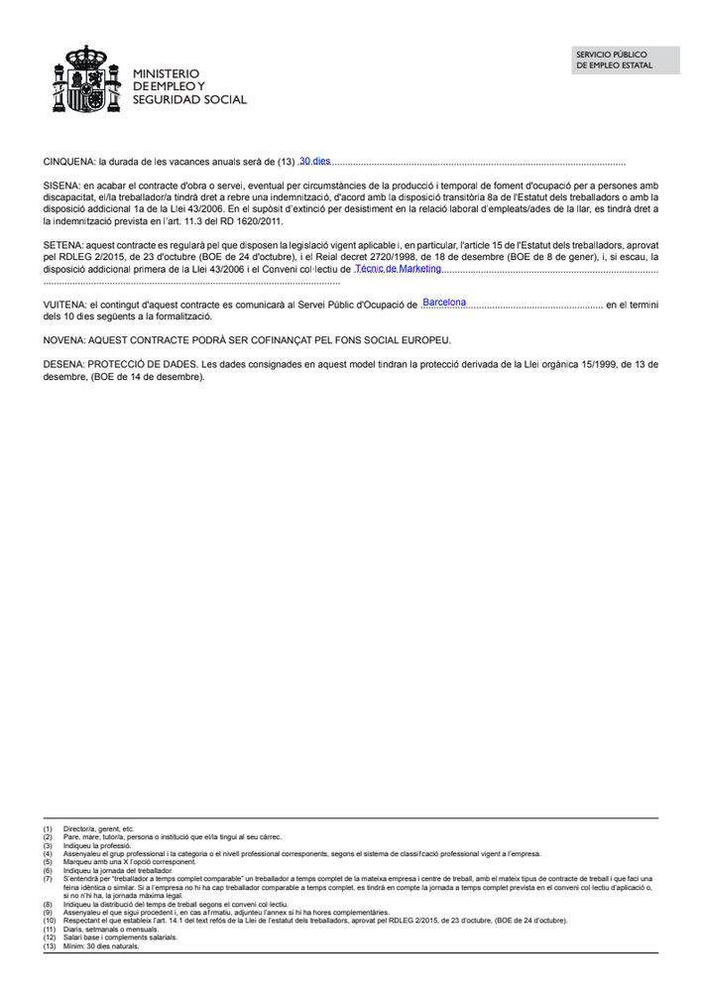 MINISTERIO
DE EMPLEO Y
SEGURIDAD SOCIAL
SERVICIO PÚBLICO
DE EMPLEO ESTATAL
CINQUENA: la durada de les vacances anuals serà de (13) .30 dies..............................................................................................................
SISENA: en acabar el contracte d'obra o servei, eventual per circumstàncies de la producció i temporal de foment d'ocupació per a persones amb
discapacitat, el/la treballador/a tindrà dret a rebre una indemnització, d'acord amb la disposició transitòria 8a de l'Estatut dels treballadors o amb la
disposició addicional 1a de la Llei 43/2006. En el supòsit d'extinció per desistiment en la relació laboral d'empleats/ades de la llar, es tindrà dret a
la indemnització prevista en l'art. 11.3 del RD 1620/2011.
SETENA: aquest contracte es regularà pel que disposen la legislació vigent aplicable i, en particular, l'article 15 de l'Estatut dels treballadors, aprovat
pel RDLEG 2/2015, de 23 d'octubre (BOE de 24 d'octubre), i el Reial decret 2720/1998, de 18 de desembre (BOE de 8 de gener), i, si escau, la
disposició addicional primera de la Llei 43/2006 i el Conveni col·lectiu de .Técnic de Marketing................................................................................
.............................................................................................................
VUITENA: el contingut d'aquest contracte es comunicarà al Servei Públic d'Ocupació de .Barcelona.................................................. en el termini
dels 10 dies següents a la formalització.
NOVENA: AQUEST CONTRACTE PODRÀ SER COFINANÇAT PEL FONS SOCIAL EUROPEU.
DESENA: PROTECCIÓ DE DADES. Les dades consignades en aquest model tindran la protecció derivada de la Llei orgànica 15/1999, de 13 de
desembre, (BOE de 14 de desembre).
(1) Director/a, gerent, etc.
(2) Pare, mare, tutor/a, persona o institució que el/la tingui al seu càrrec.
(3) Indiqueu la professió.
(4) Assenyaleu el grup professional i la categoria o el nivell professional corresponents, segons el sistema de classificació professional vigent a l'empresa.
(5) Marqueu amb una X l'opció corresponent.
(6) Indiqueu la jornada del treballador.
(7) S'entendrà per "treballador a temps complet comparable" un treballador a temps complet de la mateixa empresa i centre de treball, amb el mateix tipus de contracte de treball i que faci una
feina idèntica o similar. Si a l'empresa no hi ha cap treballador comparable a temps complet, es tindrà en compte la jornada a temps complet prevista en el conveni col·lectiu d'aplicació o,
si no n'hi ha, la jornada màxima legal.
(8) Indiqueu la distribució del temps de treball segons el conveni col·lectiu.
(9) Assenyaleu el que sigui procedent i, en cas afirmatiu, adjunteu l'annex si hi ha hores complementàries.
(10) Respectant el que estableix l'art. 14.1 del text refós de la Llei de l'estatut dels treballadors, aprovat pel RDLEG 2/2015, de 23 d'octubre, (BOE de 24 d'octubre).
(11) Diaris, setmanals o mensuals.
(12) Salari base i complements salarials.
(13) Mínim: 30 dies naturals.